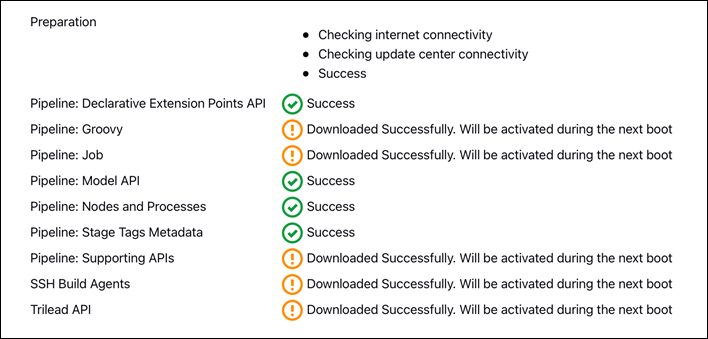 Preparation
Checking internet connectivity
Checking update center connectivity
Success
Pipeline: Declarative Extension Points API Success
Pipeline: Groovy Downloaded Successfully. Will be activated during the next boot
Pipeline: Job Downloaded Successfully. Will be activated during the next boot
Pipeline: Model API Success
Pipeline: Nodes and Processes Success
Pipeline: Stage Tags Metadata Success
Pipeline: Supporting APIs Downloaded Successfully. Will be activated during the next boot
SSH Build Agents Downloaded Successfully. Will be activated during the next boot
Trilead API Downloaded Successfully. Will be activated during the next boot